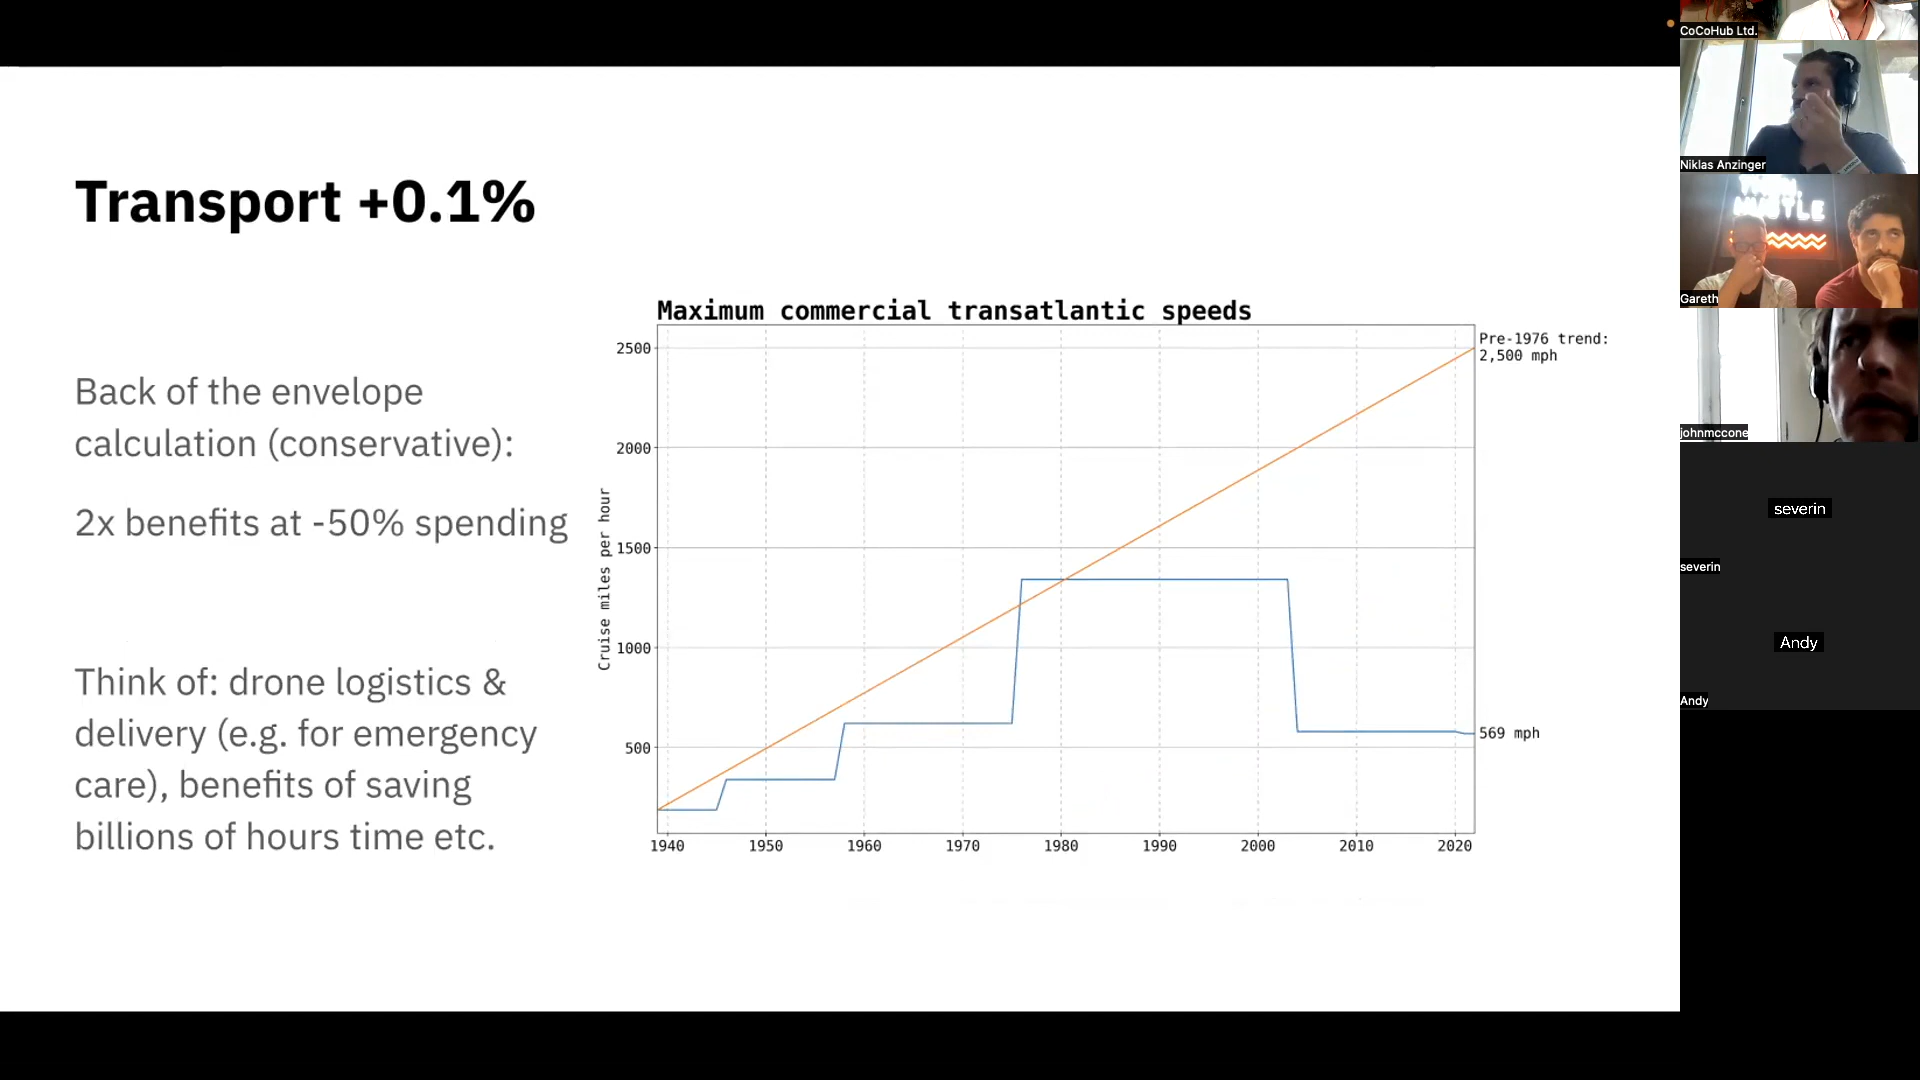 Transport +0.1%
Back of the envelope
calculation (conservative):
2x benefits at -50% spending
Think of: drone logistics &
delivery (e.g. for emergency
care), benefits of saving
billions of hours time etc.
Maximum commercial transatlantic speeds
Cruise miles per hour
2500
2000
1500
1000
500
1940 1950 1960 1970 1980 1990 2000 2010 2020
Pre-1976 trend:
2,500 mph
569 mph
CoCoHub Ltd.
Niklas Anzinger
Gareth
johnmccone
severin
severin
Andy
Andy